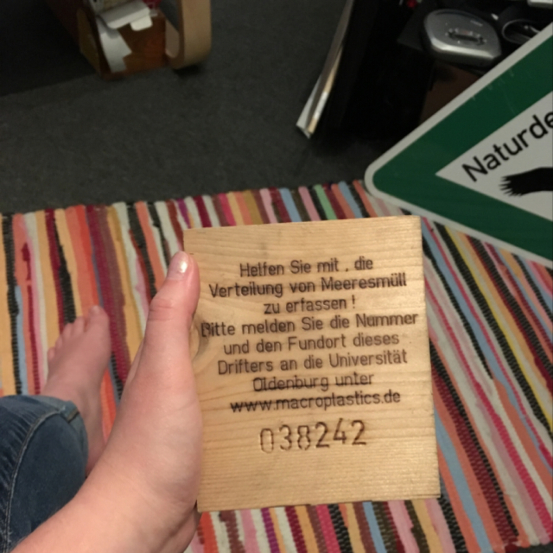 Naturde
Helfen Sie mit, die
Verteilung von Meeresmüll
zu erfassen!
Bitte melden Sie die Nummer
und den Fundort dieses
Drifters an die Universität
Oldenburg unter
www.macroplastics.de
038242